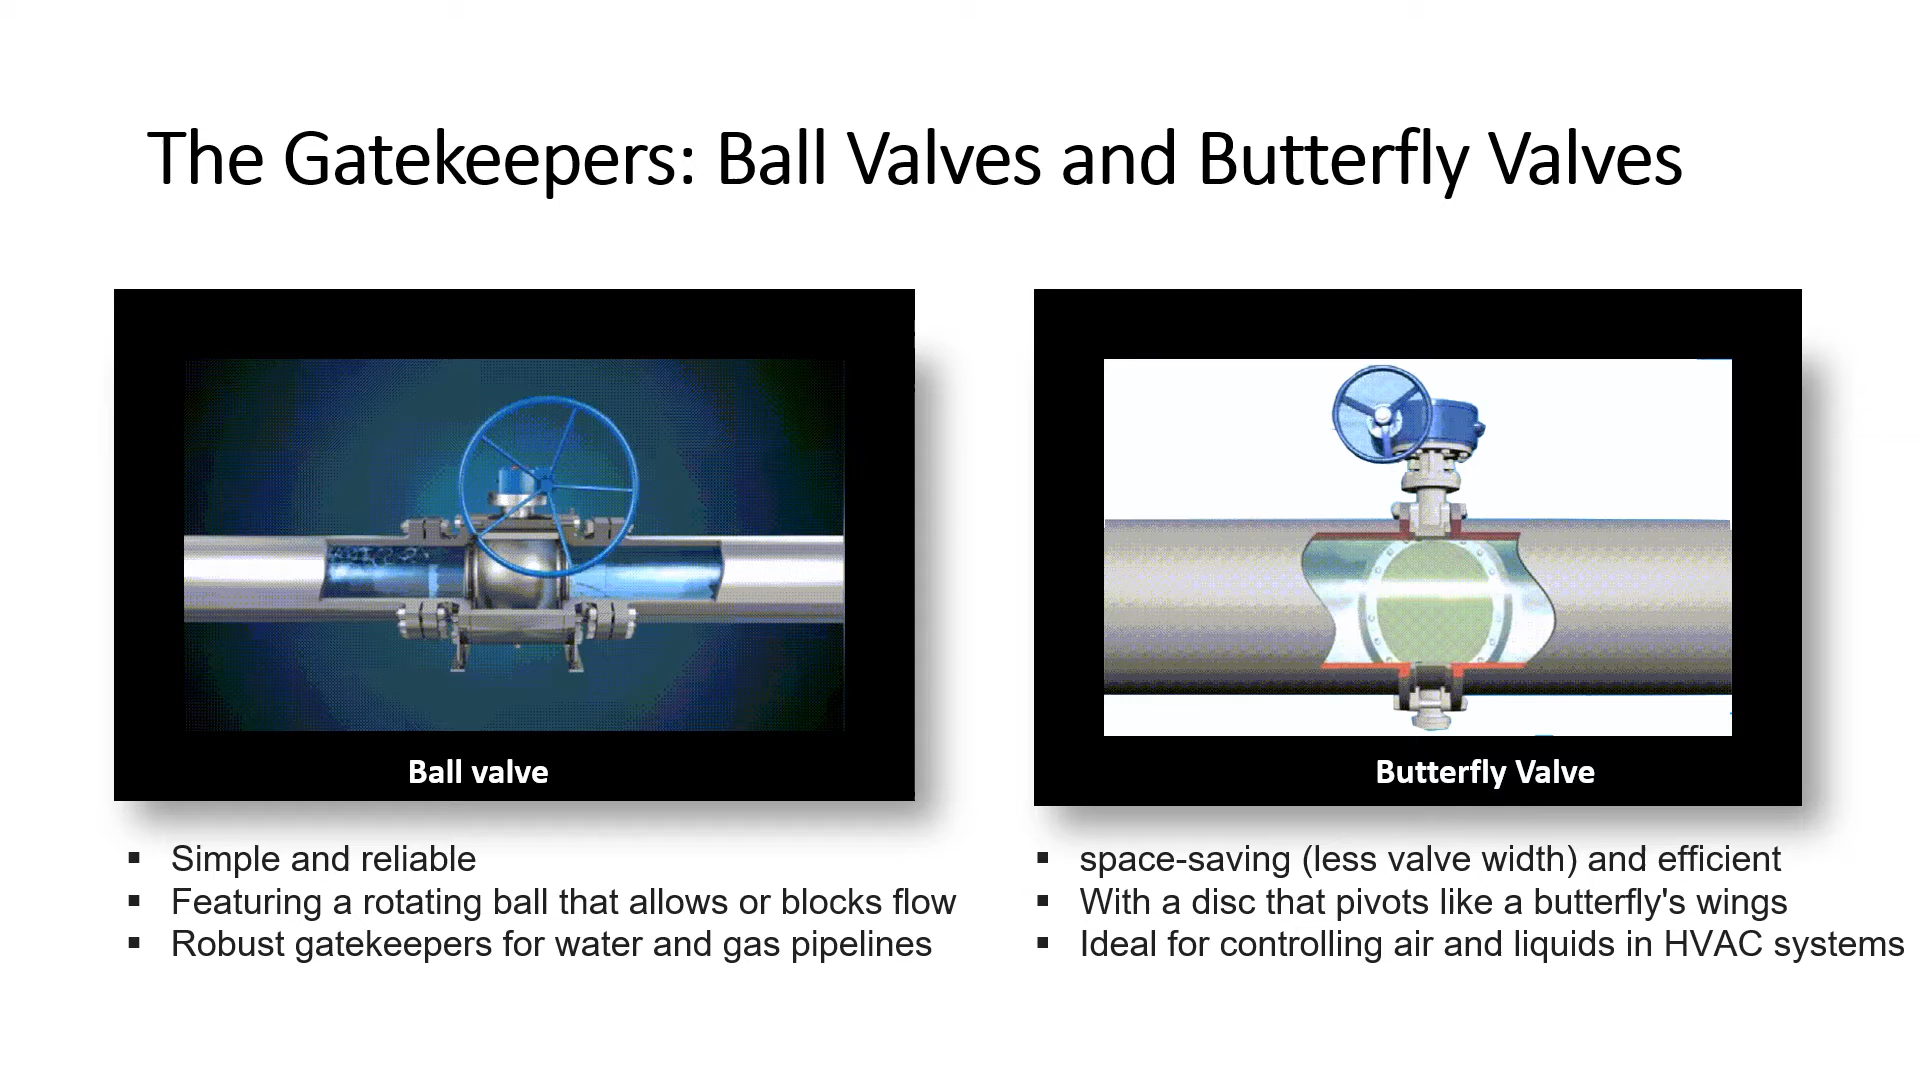 The Gatekeepers: Ball Valves and Butterfly Valves
Ball valve
▪ Simple and reliable
▪ Featuring a rotating ball that allows or blocks flow
▪ Robust gatekeepers for water and gas pipelines
Butterfly Valve
▪ space-saving (less valve width) and efficient
▪ With a disc that pivots like a butterfly's wings
▪ Ideal for controlling air and liquids in HVAC systems